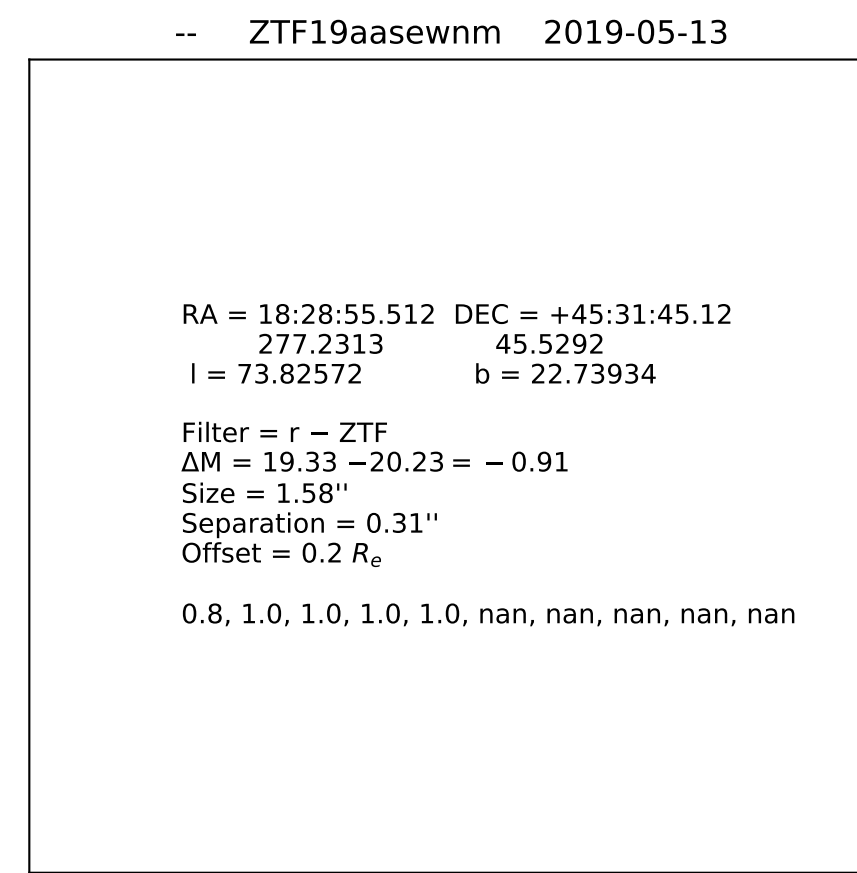 -- ZTF19aasewnm 2019-05-13
RA = 18:28:55.512 DEC = +45:31:45.12
277.2313 45.5292
l = 73.82572 b = 22.73934
Filter = r − ZTF
ΔM = 19.33 −20.23 = − 0.91
Size = 1.58''
Separation = 0.31''
Offset = 0.2 Re
0.8, 1.0, 1.0, 1.0, 1.0, nan, nan, nan, nan, nan